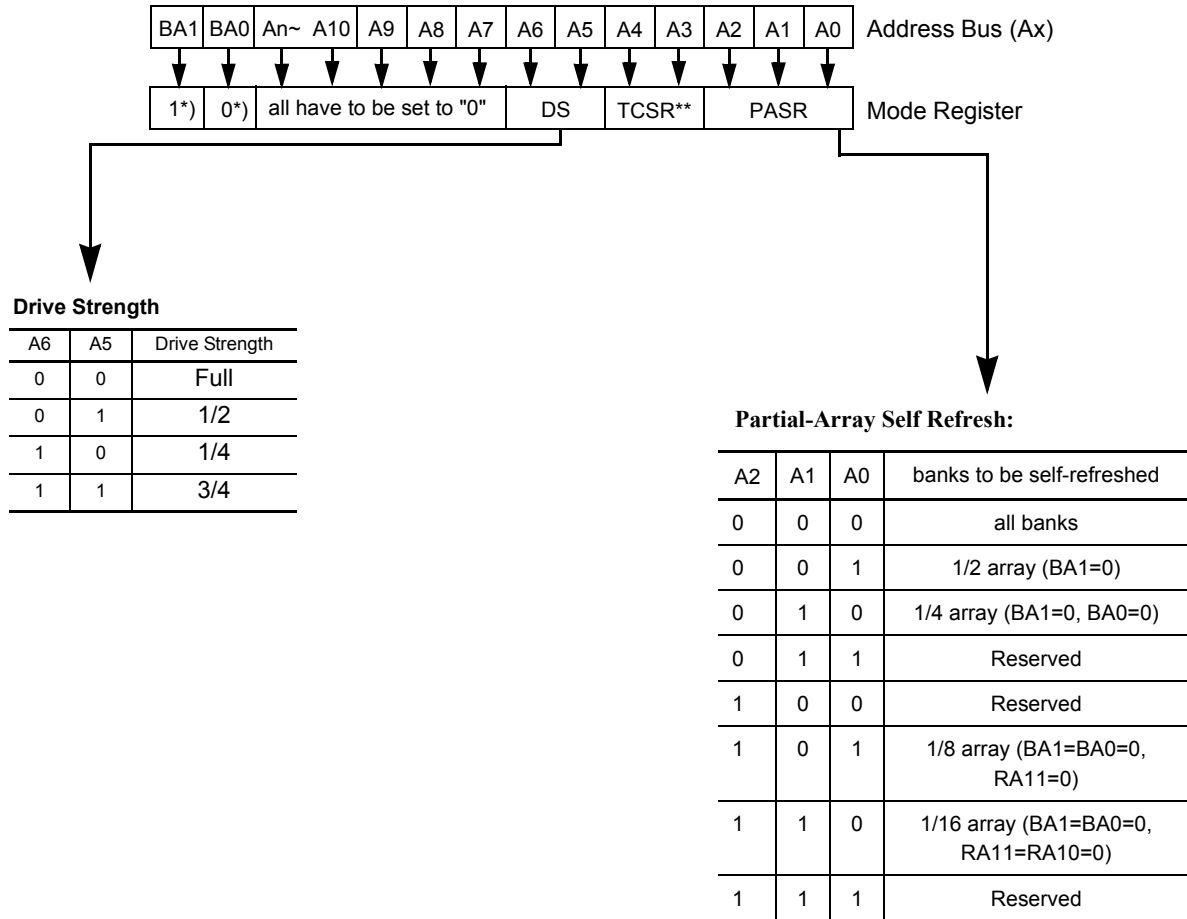 BA1 BA0 An~ A10 A9 A8 A7 A6 A5 A4 A3 A2 A1 A0 Address Bus (Ax)
1*) 0*) all have to be set to "0" DS TCSR** PASR Mode Register
Drive Strength
A6 A5 Drive Strength
0 0 Full
0 1 1/2
1 0 1/4
1 1 3/4
Partial-Array Self Refresh:
A2 A1 A0 banks to be self-refreshed
0 0 0 all banks
0 0 1 1/2 array (BA1=0)
0 1 0 1/4 array (BA1=0, BA0=0)
0 1 1 Reserved
1 0 0 Reserved
1 0 1 1/8 array (BA1=BA0=0,
RA11=0)
1 1 0 1/16 array (BA1=BA0=0,
RA11=RA10=0)
1 1 1 Reserved